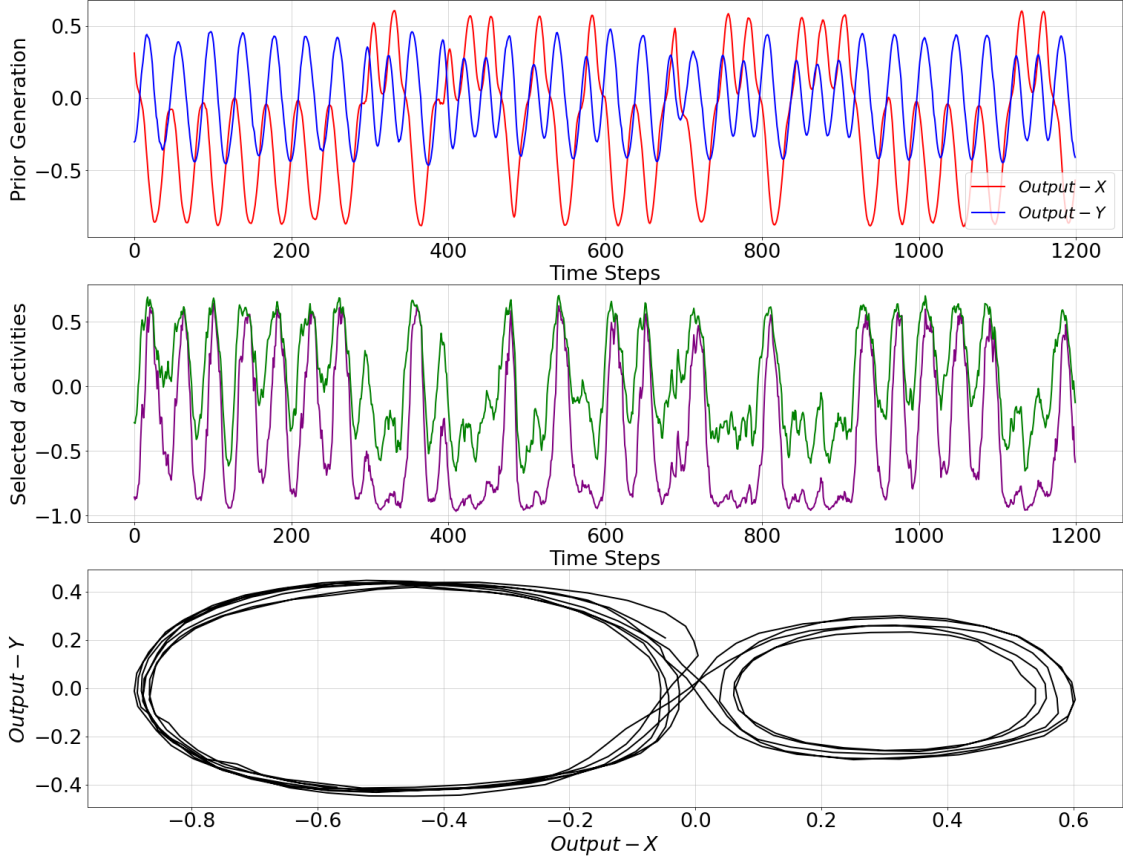 Prior Generation
0.5
0.0
−0.5
Output − X
Output − Y
0 200 400 600 800 1000 1200
Time Steps
Selected d activities
0.5
0.0
−0.5
−1.0
0 200 400 600 800 1000 1200
Time Steps
Output − Y
0.4
0.2
0.0
−0.2
−0.4
−0.8 −0.6 −0.4 −0.2 0.0 0.2 0.4 0.6
Output − X